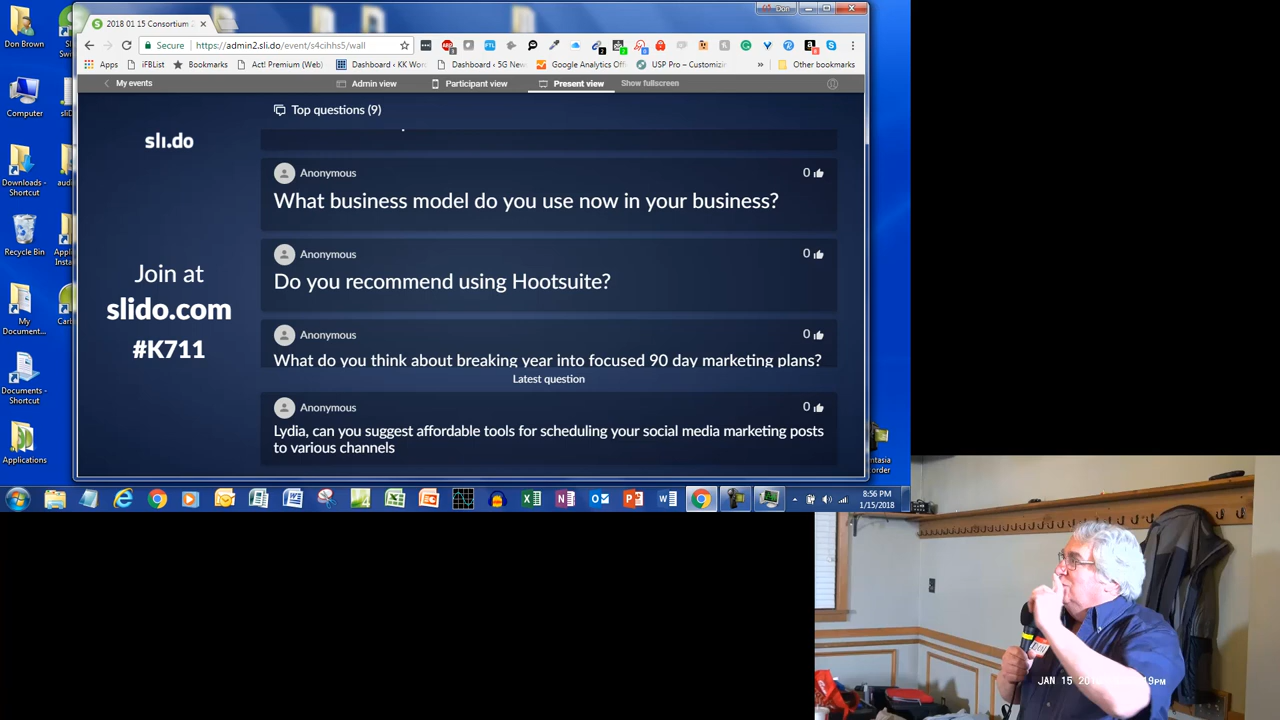 Don
2018 01 15 Consortium
Don Brown
Secure
https://admin2.sli.do/event/s4cihhs5/wall
Apps
iFBList
Bookmarks
Act! Premium (Web)
Dashboard ‹ KK Wor
Dashboard ‹ 5G New
Google Analytics Off
USP Pro – Customiz
»
Other bookmarks
My events
Admin view
Participant view
Present view
Show fullscreen
Computer
Top questions (9)
sli.do
Anonymous
0
What business model do you use now in your business?
Downloads -
Shortcut
Recycle Bin
Anonymous
0
Do you recommend using Hootsuite?
Join at
slido.com
#K711
My
Document...
Anonymous
0
What do you think about breaking year into focused 90 day marketing plans?
Latest question
Documents -
Shortcut
Anonymous
0
Lydia, can you suggest affordable tools for scheduling your social media marketing posts
to various channels
Applications
8:56 PM
1/15/2018